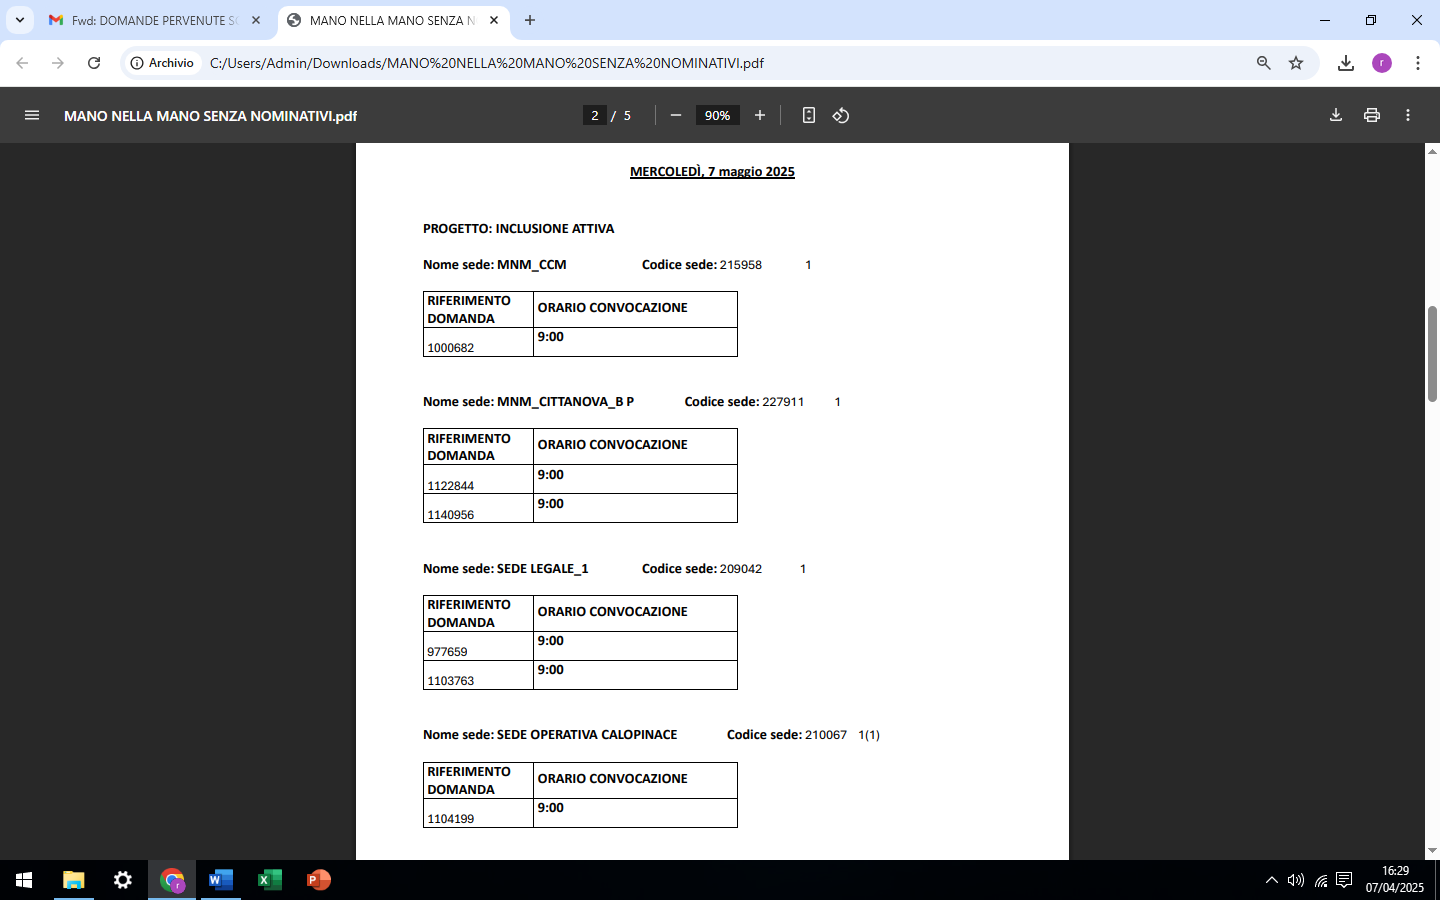 Fwd: DOMANDE PERVENUTE SC
MANO NELLA MANO SENZA N
Archivio
C:/Users/Admin/Downloads/MANO%20NELLA%20MANO%20SENZA%20NOMINATIVI.pdf
r
MANO NELLA MANO SENZA NOMINATIVI.pdf
2 / 5
90%
MERCOLEDÌ, 7 maggio 2025
PROGETTO: INCLUSIONE ATTIVA
Nome sede: MNM_CCM Codice sede: 215958 1
RIFERIMENTO DOMANDA ORARIO CONVOCAZIONE
1000682 9:00
Nome sede: MNM_CITTANOVA_B P Codice sede: 227911 1
RIFERIMENTO DOMANDA ORARIO CONVOCAZIONE
1122844 9:00
1140956 9:00
Nome sede: SEDE LEGALE_1 Codice sede: 209042 1
RIFERIMENTO DOMANDA ORARIO CONVOCAZIONE
977659 9:00
1103763 9:00
Nome sede: SEDE OPERATIVA CALOPINACE Codice sede: 210067 1(1)
RIFERIMENTO DOMANDA ORARIO CONVOCAZIONE
1104199 9:00
16:29
07/04/2025